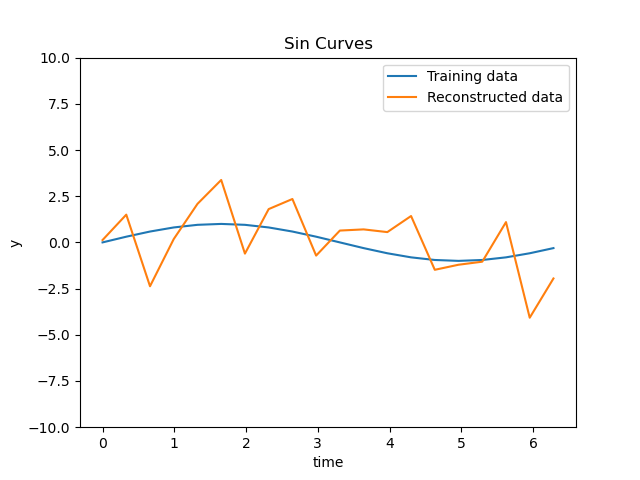 Sin Curves
Training data
Reconstructed data
10.0
7.5
5.0
2.5
0.0
−2.5
−5.0
−7.5
−10.0
y
0 1 2 3 4 5 6
time